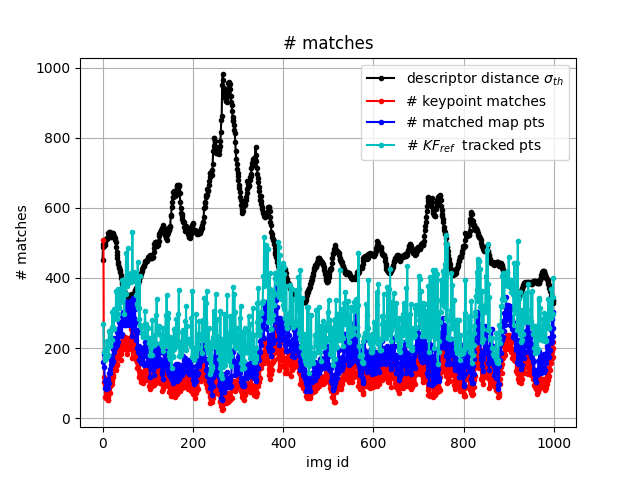 # matches
descriptor distance σ_th
# keypoint matches
# matched map pts
# KF_ref tracked pts
# matches
1000
800
600
400
200
0
0 200 400 600 800 1000
img id